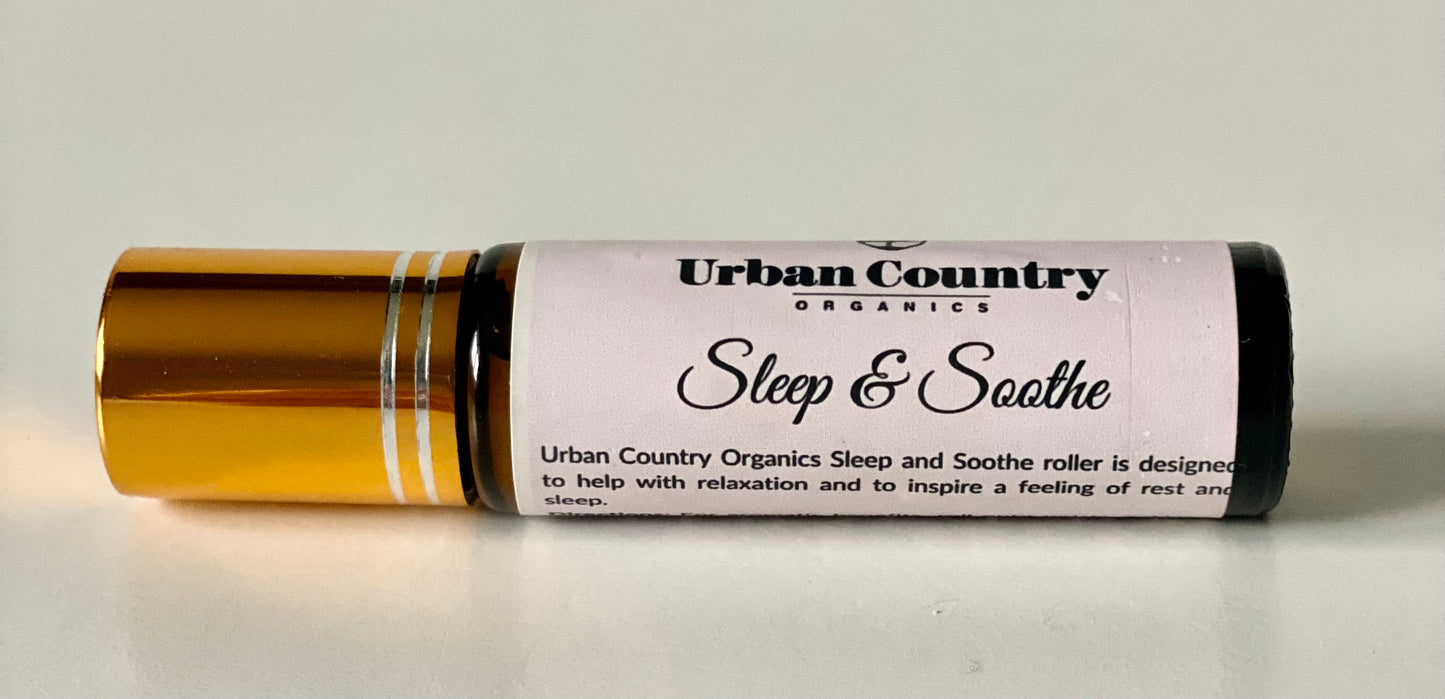 Urban Country
ORGANICS
Sleep & Soothe
Urban Country Organics Sleep and Soothe roller is designed
to help with relaxation and to inspire a feeling of rest and
sleep.